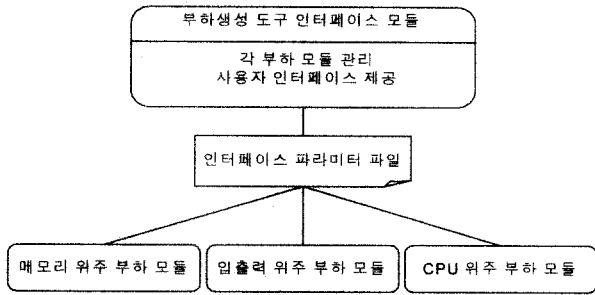 부하생성 도구 인터페이스 모듈
각 부하 모듈 관리
사용자 인터페이스 제공
인터페이스 파라미터 파일
메모리 위주 부하 모듈
입출력 위주 부하 모듈
CPU 위주 부하 모듈